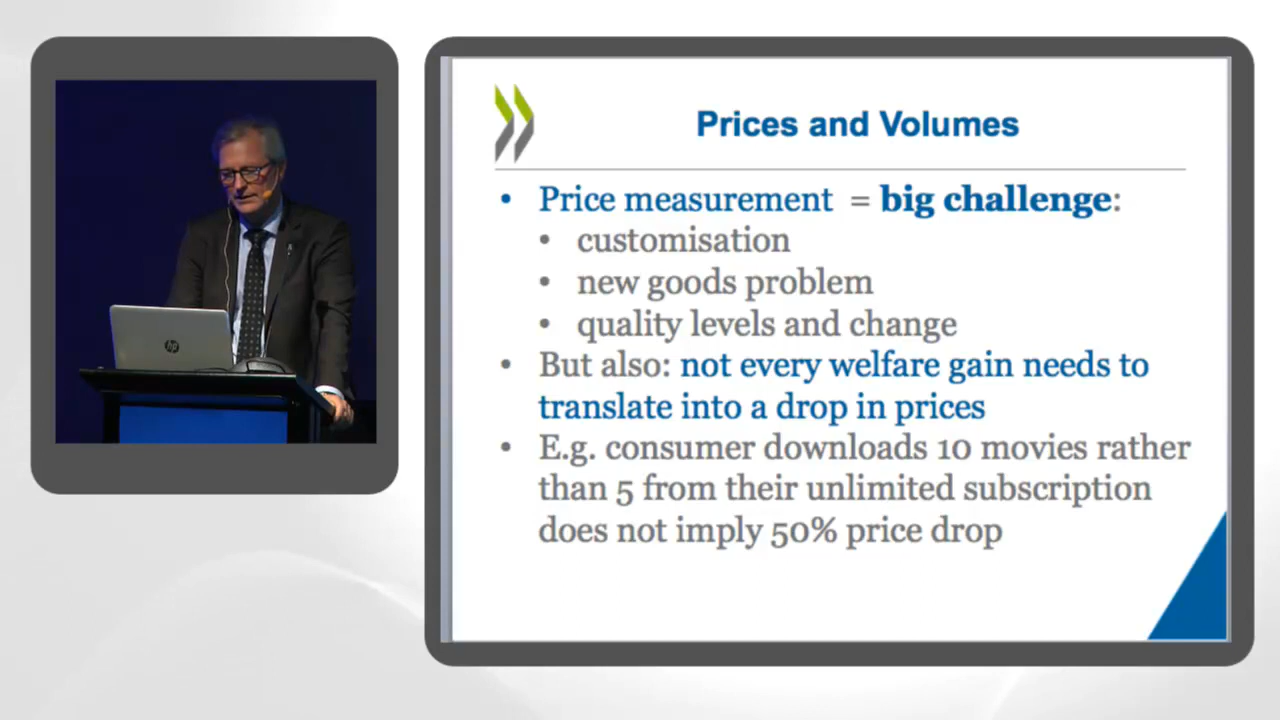 Prices and Volumes
• Price measurement = big challenge:
• customisation
• new goods problem
• quality levels and change
• But also: not every welfare gain needs to
translate into a drop in prices
• E.g. consumer downloads 10 movies rather
than 5 from their unlimited subscription
does not imply 50% price drop
hp